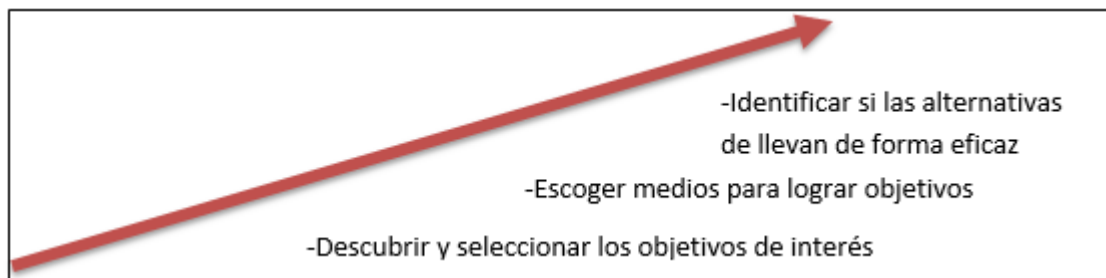 -Identificar si las alternativas
de llevan de forma eficaz
-Escoger medios para lograr objetivos
-Descubrir y seleccionar los objetivos de interés